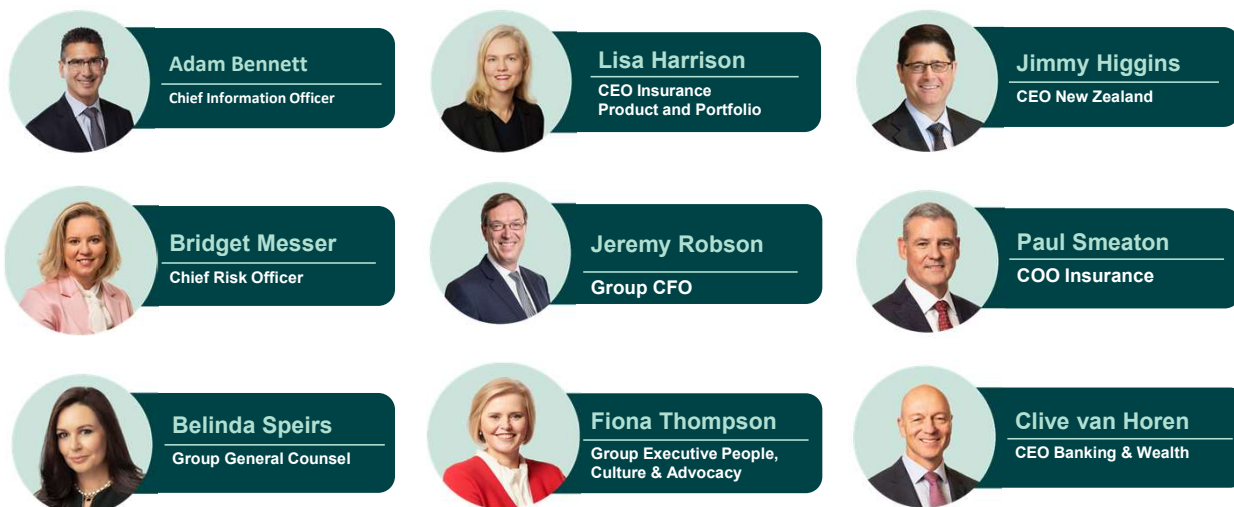 Adam Bennett
Chief Information Officer
Lisa Harrison
CEO Insurance
Product and Portfolio
Jimmy Higgins
CEO New Zealand
Bridget Messer
Chief Risk Officer
Jeremy Robson
Group CFO
Paul Smeaton
COO Insurance
Belinda Speirs
Group General Counsel
Fiona Thompson
Group Executive People,
Culture & Advocacy
Clive van Horen
CEO Banking & Wealth